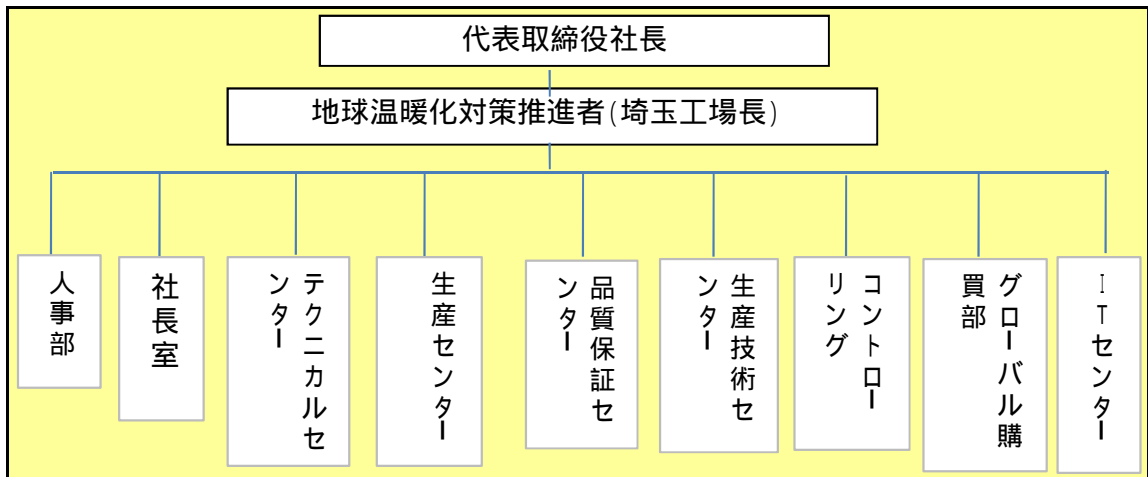 代表取締役社長
地球温暖化対策推進者(埼玉工場長)
人事部
社長室
テクニカルセ
ンター
生産センター
品質保証セ
ンター
生産技術セ
ンター
コントロー
リング
グローバル購
買部
ITセンター